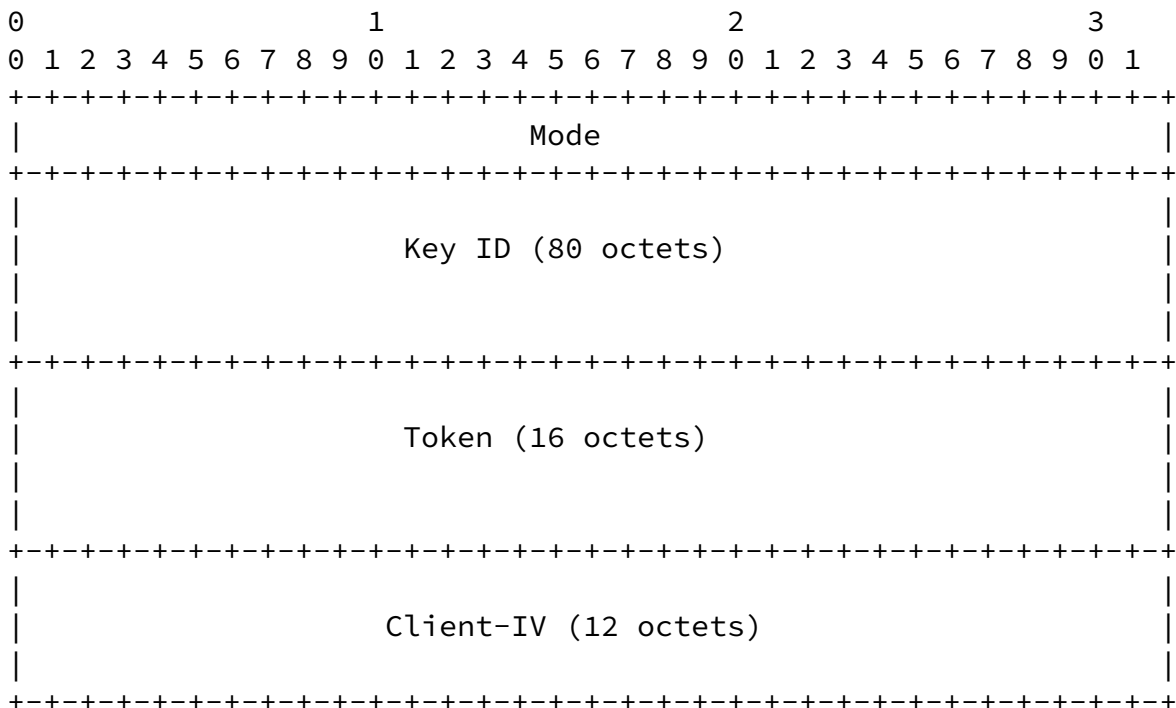 0                   1                   2                   3
0 1 2 3 4 5 6 7 8 9 0 1 2 3 4 5 6 7 8 9 0 1 2 3 4 5 6 7 8 9 0 1
+-+-+-+-+-+-+-+-+-+-+-+-+-+-+-+-+-+-+-+-+-+-+-+-+-+-+-+-+-+-+-+-+
|                            Mode                               |
+-+-+-+-+-+-+-+-+-+-+-+-+-+-+-+-+-+-+-+-+-+-+-+-+-+-+-+-+-+-+-+-+
|                                                               |
|                     Key ID (80 octets)                        |
|                                                               |
|                                                               |
+-+-+-+-+-+-+-+-+-+-+-+-+-+-+-+-+-+-+-+-+-+-+-+-+-+-+-+-+-+-+-+-+
|                                                               |
|                     Token (16 octets)                         |
|                                                               |
|                                                               |
+-+-+-+-+-+-+-+-+-+-+-+-+-+-+-+-+-+-+-+-+-+-+-+-+-+-+-+-+-+-+-+-+
|                                                               |
|                    Client-IV (12 octets)                      |
|                                                               |
+-+-+-+-+-+-+-+-+-+-+-+-+-+-+-+-+-+-+-+-+-+-+-+-+-+-+-+-+-+-+-+-+